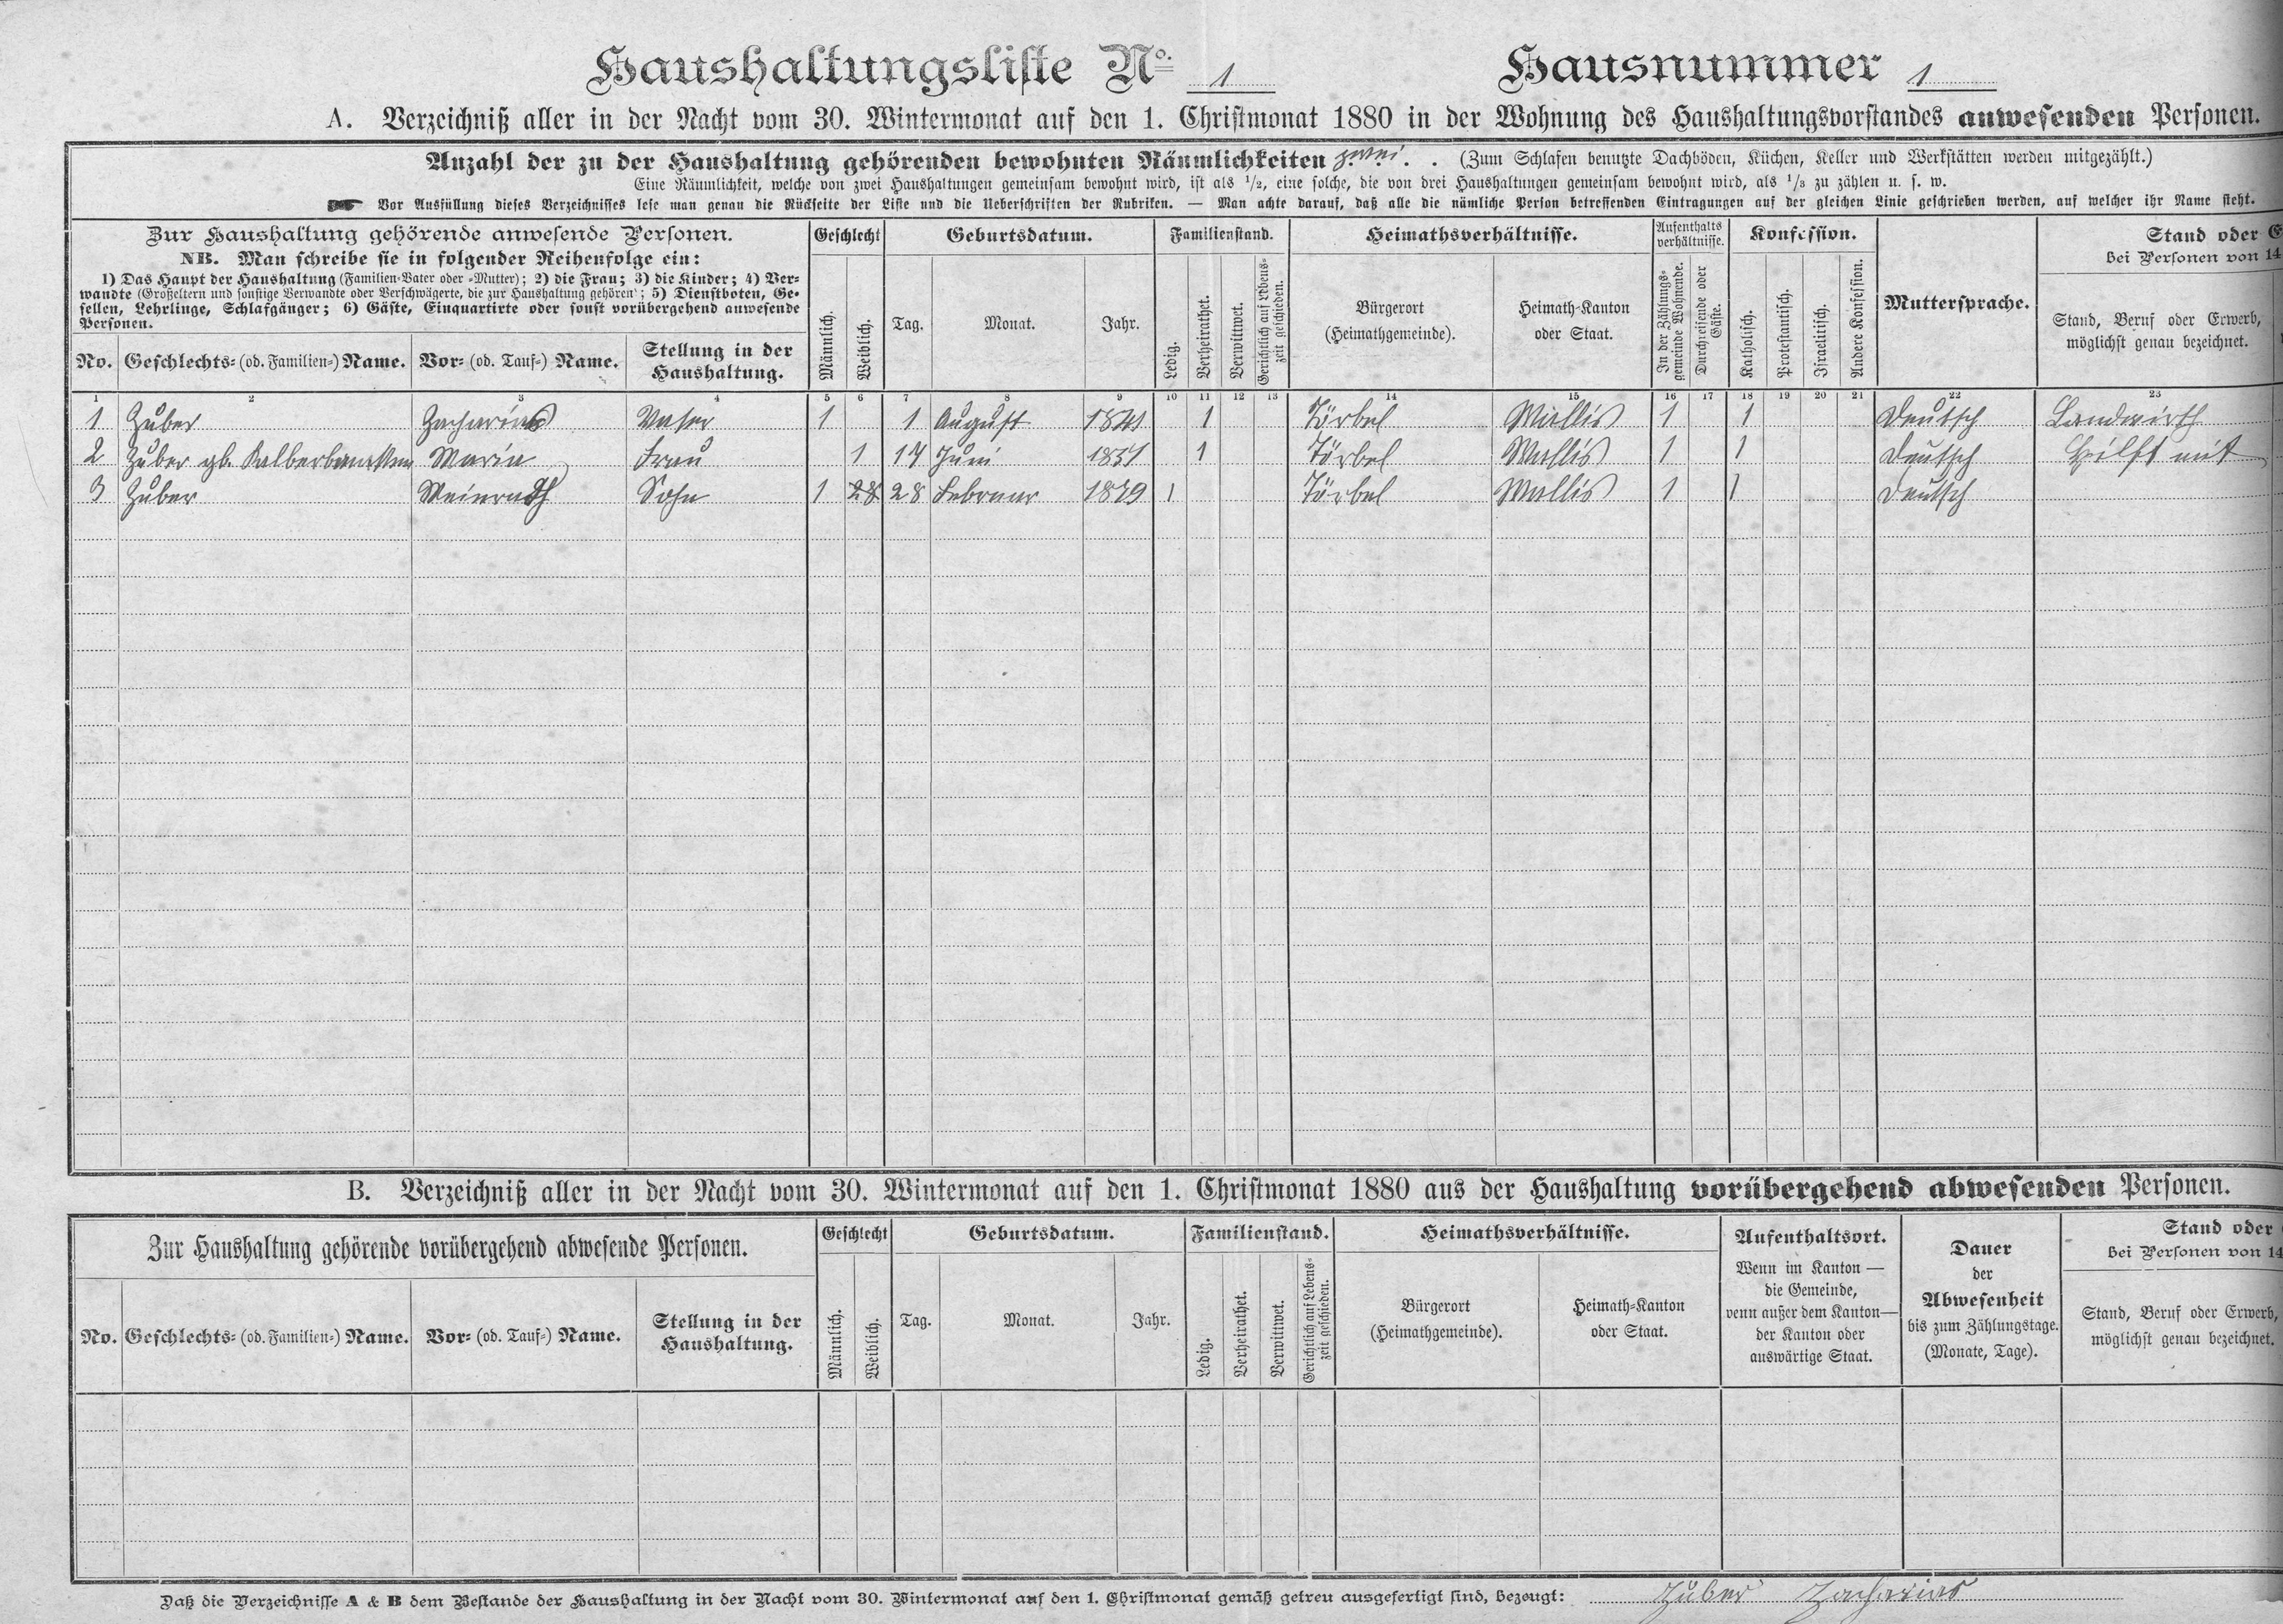 Haushaltungsliste No. 1 Hausnummer 1
A. Verzeichniß aller in der Nacht vom 30. Wintermonat auf den 1. Christmonat 1880 in der Wohnung des Haushaltungsvorstandes anwesenden Personen.
Anzahl der zu der Haushaltung gehörenden bewohnten Räumlichkeiten zwei. . (Zum Schlafen benutzte Dachböden, Küchen, Keller und Werkstätten werden mitgezählt.)
Eine Räumlichkeit, welche von zwei Haushaltungen gemeinsam bewohnt wird, ist als 1/2, eine solche, die von drei Haushaltungen gemeinsam bewohnt wird, als 1/3 zu zählen u. s. w.
Vor Ausfüllung dieses Verzeichnisses lese man genau die Rückseite der Liste und die Ueberschriften der Rubriken. — Man achte darauf, daß alle die nämliche Person betreffenden Eintragungen auf der gleichen Linie geschrieben werden, auf welcher ihr Name steht.
Zur Haushaltung gehörende anwesende Personen.
NB. Man schreibe sie in folgender Reihenfolge ein:
1) Das Haupt der Haushaltung (Familien-Vater oder -Mutter); 2) die Frau; 3) die Kinder; 4) Ver-
wandte (Großeltern und sonstige Verwandte oder Verschwägerte, die zur Haushaltung gehören); 5) Dienstboten, Ge-
sellen, Lehrlinge, Schlafgänger; 6) Gäste, Einquartirte oder sonst vorübergehend anwesende
Personen.
No. Geschlechts- (od. Familien-) Name. Vor- (od. Tauf-) Name. Stellung in der
Haushaltung.
Geschlecht
Männlich. Weiblich.
Geburtsdatum.
Tag. Monat. Jahr.
Familienstand.
Ledig. Verheirathet. Verwittwet. Gerichtlich auf Lebens-
zeit geschieden.
Heimathsverhältnisse.
Bürgerort
(Heimathgemeinde).
Heimath-Kanton
oder Staat.
Aufenthalts
verhältnisse.
In der Zählungs-
gemeinde Wohnende.
Durchreisende oder
Gäste.
Konfession.
Katholisch. Protestantisch. Israelitisch. Andere Konfession.
Muttersprache.
Stand oder
bei Personen von 14
Stand, Beruf oder Erwerb,
möglichst genau bezeichnet.
1 2 3 4 5 6 7 8 9 10 11 12 13 14 15 16 17 18 19 20 21 22 23
1 Zuber Zacharias Vater 1 1 August 1841 1 Törbel Wallis 1 1 Deutsch Landwirth
2 Zuber gb. Maria Frau 1 17 Juni 1851 1 Törbel Wallis 1 1 Deutsch Hilft mit
3 Zuber Meinrath Sohn 1 28 28 Februar 1879 1 Törbel Wallis 1 1 Deutsch
B. Verzeichniß aller in der Nacht vom 30. Wintermonat auf den 1. Christmonat 1880 aus der Haushaltung vorübergehend abwesenden Personen.
Zur Haushaltung gehörende vorübergehend abwesende Personen.
No. Geschlechts- (od. Familien-) Name. Vor- (od. Tauf-) Name. Stellung in der
Haushaltung.
Geschlecht
Männlich. Weiblich.
Geburtsdatum.
Tag. Monat. Jahr.
Familienstand.
Ledig. Verheirathet. Verwittwet. Gerichtlich auf Lebens-
zeit geschieden.
Heimathsverhältnisse.
Bürgerort
(Heimathgemeinde).
Heimath-Kanton
oder Staat.
Aufenthaltsort.
Wenn im Kanton —
die Gemeinde,
wenn außer dem Kanton—
der Kanton oder
auswärtige Staat.
Dauer
der
Abwesenheit
bis zum Zählungstage.
(Monate, Tage).
Stand oder
bei Personen von 14
Stand, Beruf oder Erwerb,
möglichst genau bezeichnet.
Daß die Verzeichnisse A & B dem Bestande der Haushaltung in der Nacht vom 30. Wintermonat auf den 1. Christmonat gemäß getreu ausgefertigt sind, bezeugt: Zuber Zacharias